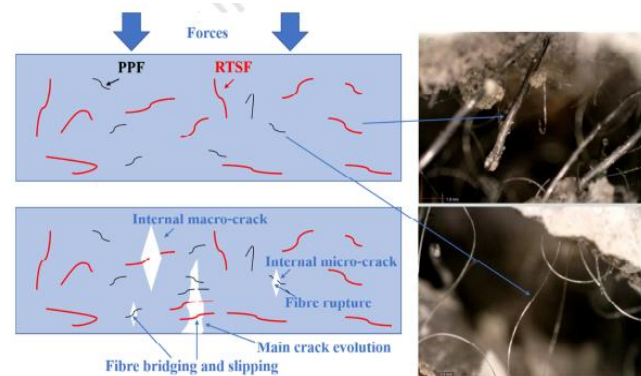 Forces
PPF
RTSF
Internal macro-crack
Internal micro-crack
Fibre rupture
Main crack evolution
Fibre bridging and slipping